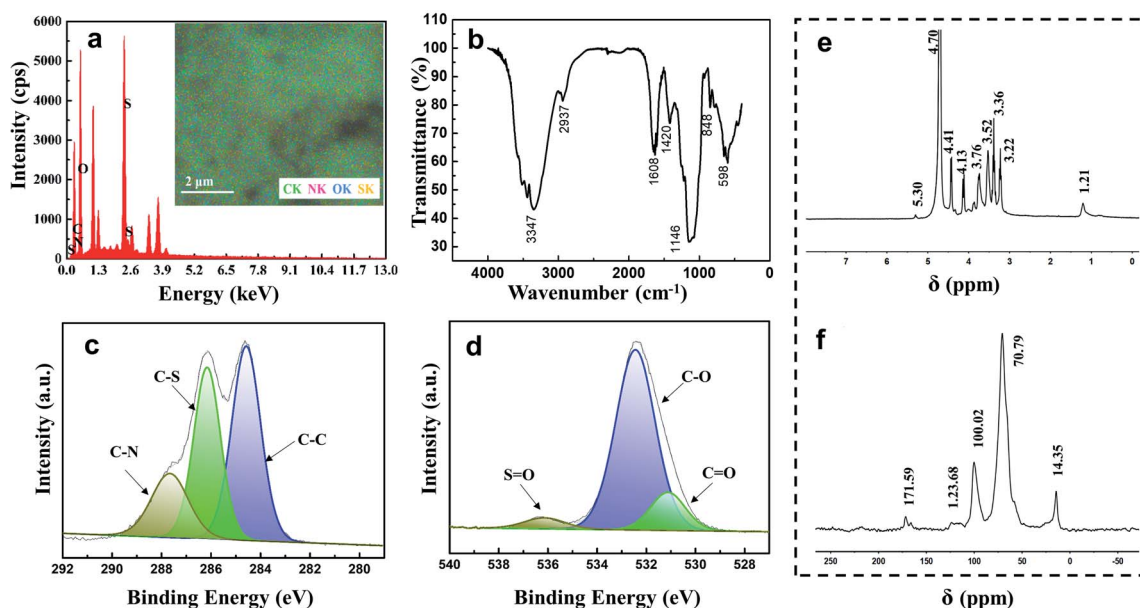 a
6000
5000
4000
3000
2000
1000
0
Intensity (cps)
S
O
C
N
S
S
2 μm
CK NK OK SK
0.0 1.3 2.6 3.9 5.2 6.5 7.8 9.1 10.4 11.7 13.0
Energy (keV)
b
110
100
90
80
70
60
50
40
30
Transmittance (%)
3347
2937
1608
1420
1146
848
598
4000 3000 2000 1000 0
Wavenumber (cm⁻¹)
c
Intensity (a.u.)
C-N
C-S
C-C
292 290 288 286 284 282 280
Binding Energy (eV)
d
Intensity (a.u.)
S=O
C-O
C=O
540 538 536 534 532 530 528
Binding Energy (eV)
e
5.30
4.70
4.41
4.13
3.76
3.52
3.36
3.22
1.21
7 6 5 4 3 2 1 0
δ (ppm)
f
171.59
1.23,68
100.02
70.79
14.35
250 200 150 100 50 0 -50
δ (ppm)